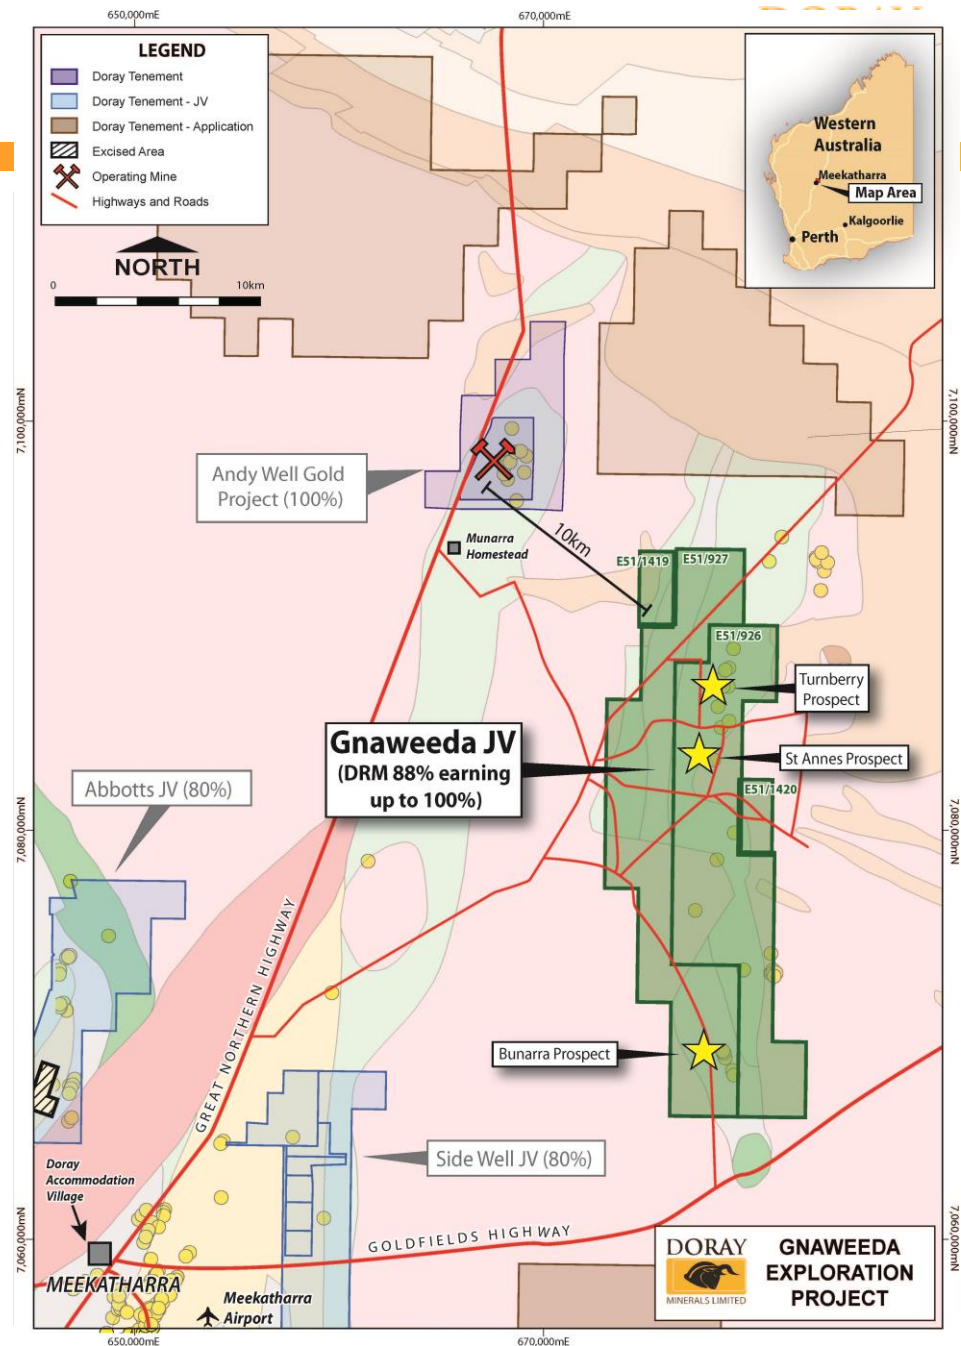 650,000mE
670,000mE
LEGEND
Doray Tenement
Doray Tenement - JV
Doray Tenement - Application
Excised Area
Operating Mine
Highways and Roads
NORTH
0
10km
Western
Australia
Meekatharra
Map Area
Kalgoorlie
Perth
7,100,000mN
7,100,000mN
Andy Well Gold
Project (100%)
Munarra
Homestead
10km
E51/1419
E51/927
E51/926
Turnberry
Prospect
Gnaweeda JV
(DRM 88% earning
up to 100%)
St Annes Prospect
E51/1420
Abbotts JV (80%)
7,080,000mN
7,080,000mN
GREAT NORTHERN HIGHWAY
Bunarra Prospect
Side Well JV (80%)
Doray
Accommodation
Village
7,060,000mN
7,060,000mN
GOLDFIELDS HIGHWAY
MEEKATHARRA
Meekatharra
Airport
DORAY
MINERALS LIMITED
GNAWEEDA
EXPLORATION
PROJECT
650,000mE
670,000mE